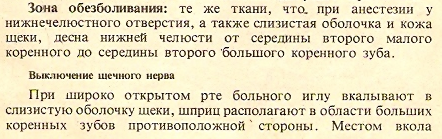 Зона обезболивания: те же ткани, что при анестезии у
нижнечелюстного отверстия, а также слизистая оболочка и кожа
щеки, десна нижней челюсти от середины второго малого
коренного до середины второго большого коренного зуба.
Выключение щечного нерва
При широко открытом рте больного иглу вкалывают в
слизистую оболочку щеки, шприц располагают в области больших
коренных зубов противоположной стороны. Местом вкола